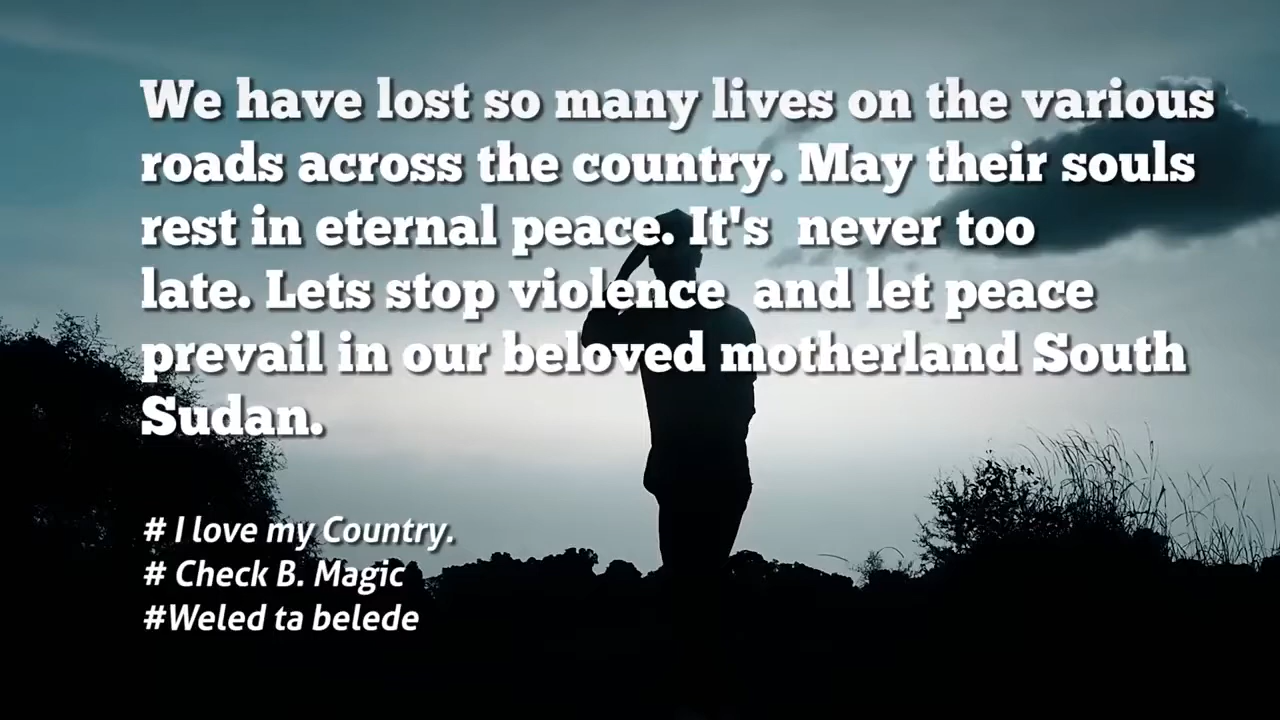 We have lost so many lives on the various
roads across the country. May their souls
rest in eternal peace. It's  never too
late. Lets stop violence  and let peace
prevail in our beloved motherland South
Sudan.
# I love my Country.
# Check B. Magic
#Weled ta belede